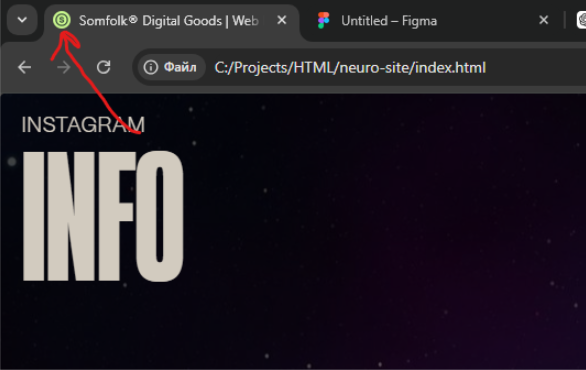 Somfolk® Digital Goods | Web
Untitled – Figma
Файл
C:/Projects/HTML/neuro-site/index.html
INSTAGRAM
INFO